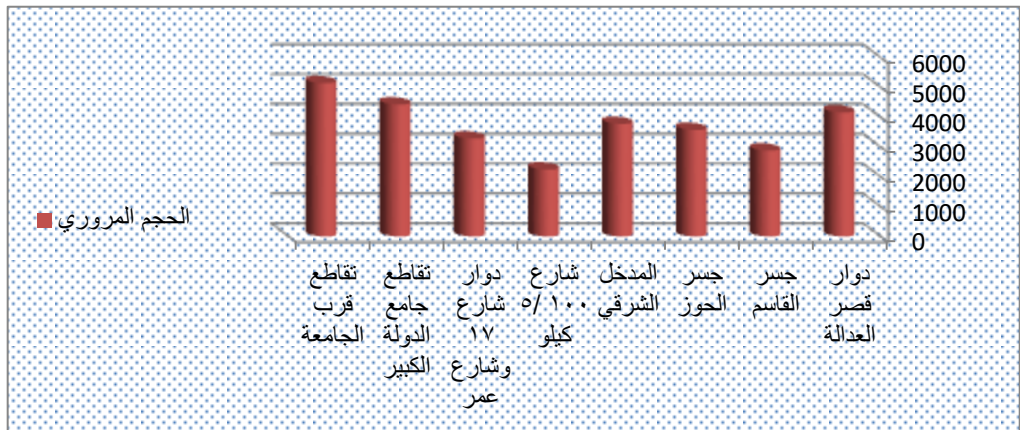 6000
5000
4000
3000
2000
1000
0
دوار
قصر
العدالة
جسر
القاسم
جسر
الحوز
المدخل
الشرقي
شارع
١٠٠ /٥
كيلو
دوار
شارع
١٧
وشارع
عمر
تقاطع
جامع
الدولة
الكبير
تقاطع
قرب
الجامعة
الحجم المروري